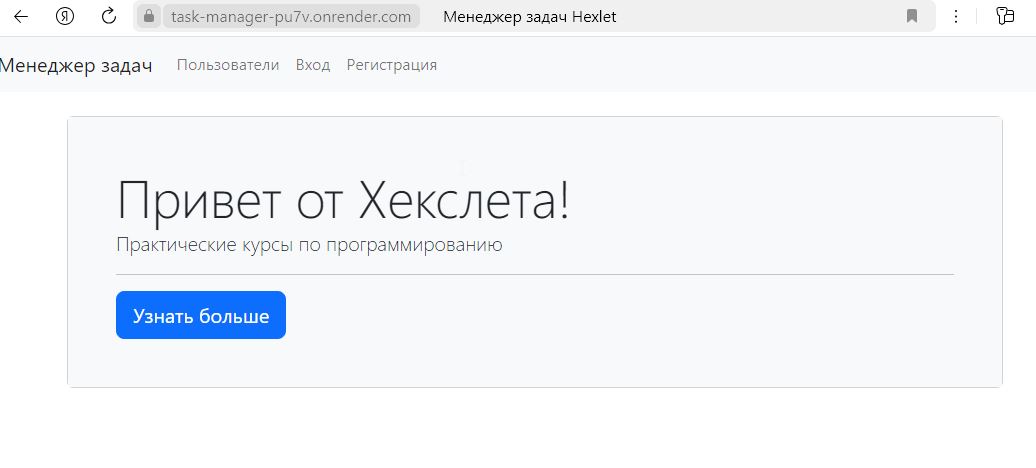 Я task-manager-pu7v.onrender.com Менеджер задач Hexlet
Менеджер задач Пользователи Вход Регистрация
Привет от Хекслета!
Практические курсы по программированию
Узнать больше